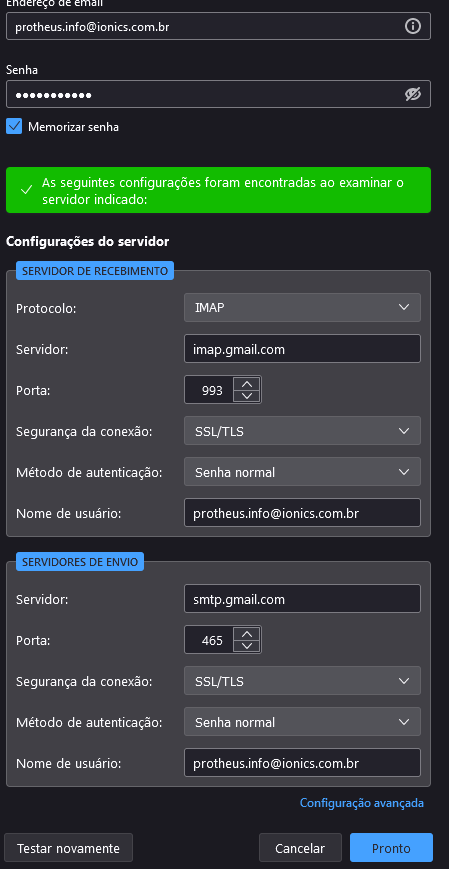 Endereço de email
protheus.info@ionics.com.br
Senha
●●●●●●●●●●●
Memorizar senha
As seguintes configurações foram encontradas ao examinar o
servidor indicado:
Configurações do servidor
SERVIDOR DE RECEBIMENTO
Protocolo:
IMAP
Servidor:
imap.gmail.com
Porta:
993
Segurança da conexão:
SSL/TLS
Método de autenticação:
Senha normal
Nome de usuário:
protheus.info@ionics.com.br
SERVIDORES DE ENVIO
Servidor:
smtp.gmail.com
Porta:
465
Segurança da conexão:
SSL/TLS
Método de autenticação:
Senha normal
Nome de usuário:
protheus.info@ionics.com.br
Configuração avançada
Testar novamente
Cancelar
Pronto